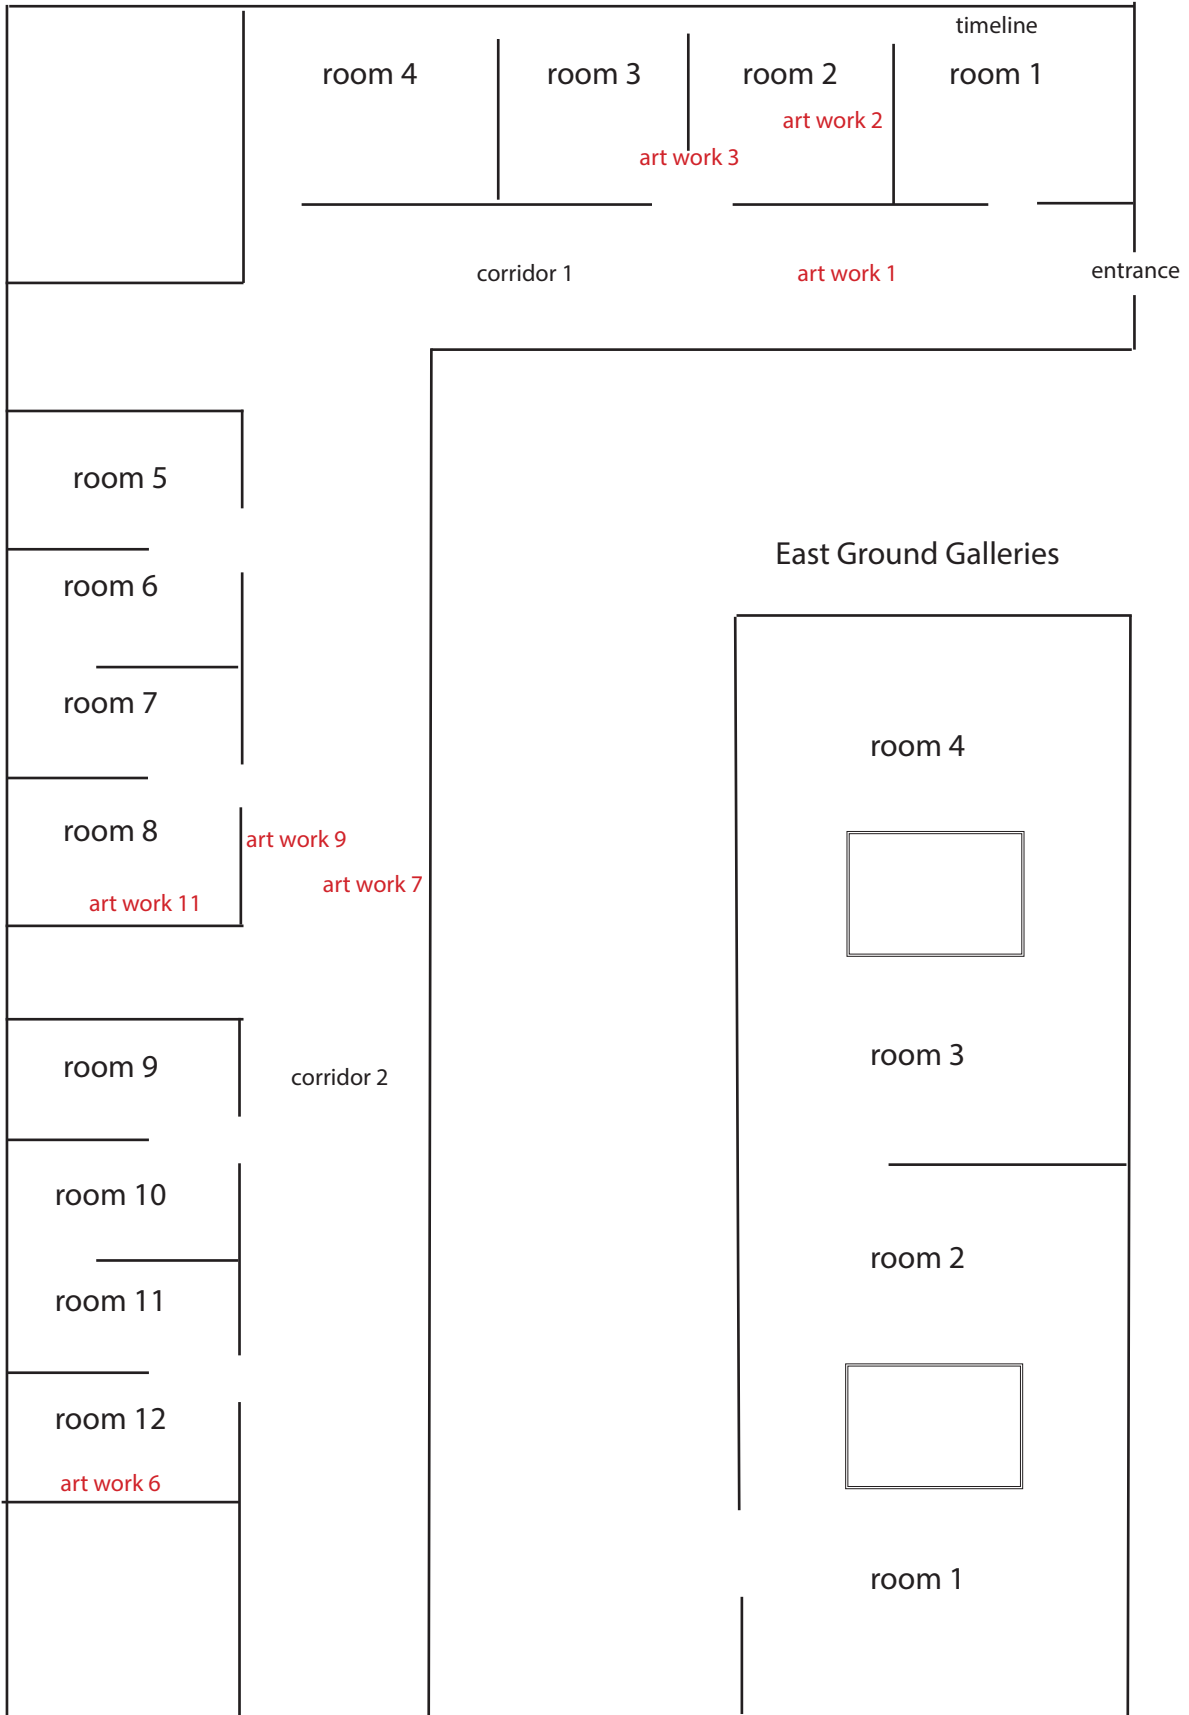 timeline
room 4
room 3
room 2
room 1
art work 2
art work 3
corridor 1
art work 1
entrance
room 5
East Ground Galleries
room 6
room 7
room 4
room 8
art work 9
art work 7
art work 11
room 3
room 9
corridor 2
room 10
room 2
room 11
room 12
art work 6
room 1